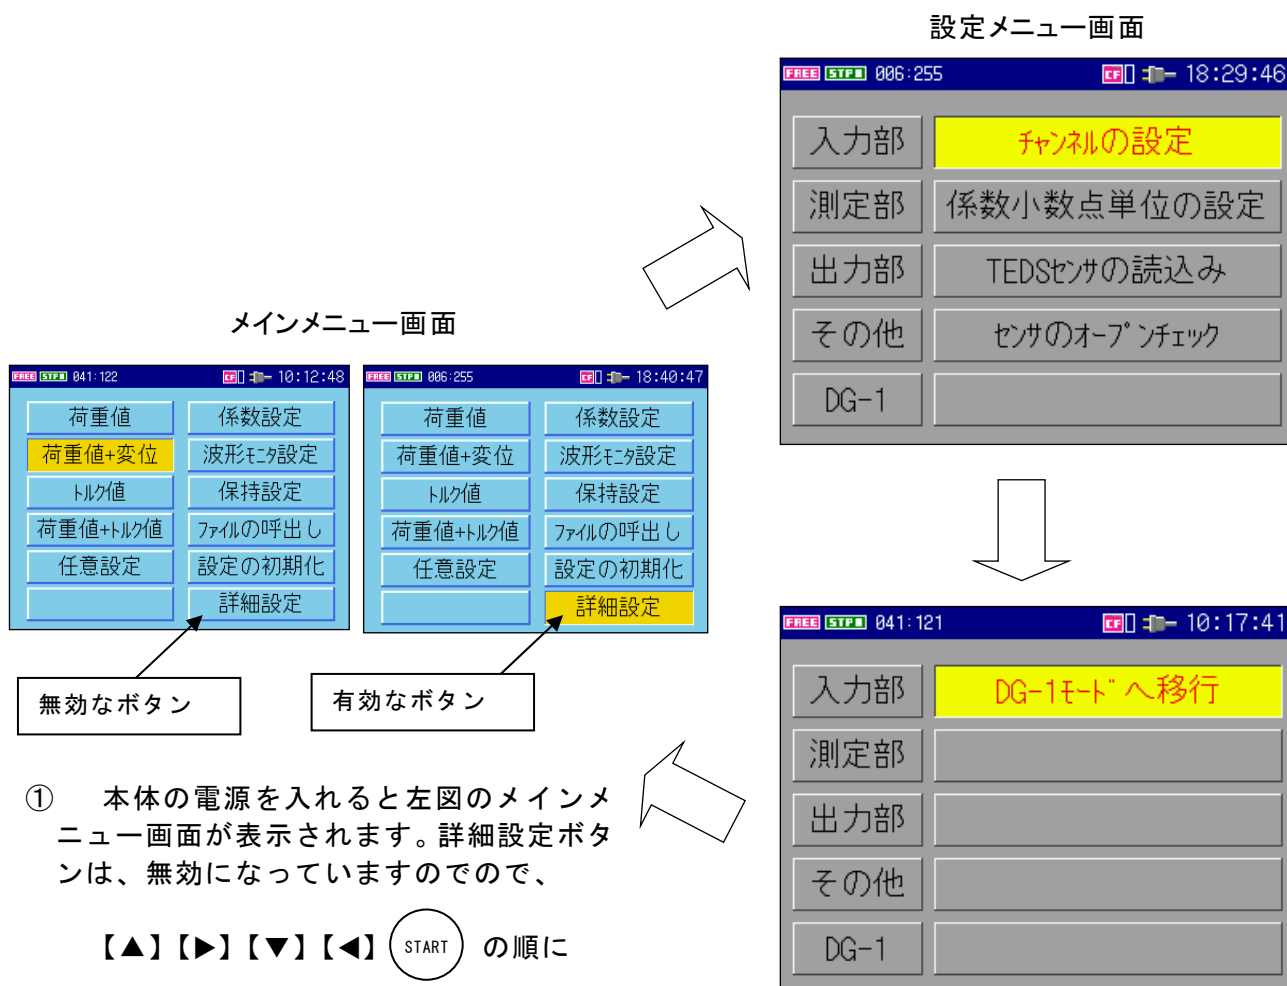 設定メニュー画面
FREE STP 006:255 CF 18:29:46
入力部 チャンネルの設定
測定部 係数小数点単位の設定
出力部 TEDSセンサの読込み
その他 センサのオープンチェック
DG-1
メインメニュー画面
FREE STP 041:122 CF 10:12:48
荷重値 係数設定
荷重値+変位 波形モニタ設定
トルク値 保持設定
荷重値+トルク値 ファイルの呼出し
任意設定 設定の初期化
詳細設定
FREE STP 006:255 CF 18:40:47
荷重値 係数設定
荷重値+変位 波形モニタ設定
トルク値 保持設定
荷重値+トルク値 ファイルの呼出し
任意設定 設定の初期化
詳細設定
無効なボタン
有効なボタン
FREE STP 041:121 CF 10:17:41
入力部 DG-1モードへ移行
測定部
出力部
その他
DG-1
① 本体の電源を入れると左図のメインメ
ニュー画面が表示されます。詳細設定ボタ
ンは、無効になっていますのでので、
【▲】【▶】【▼】【◀】 START の順に